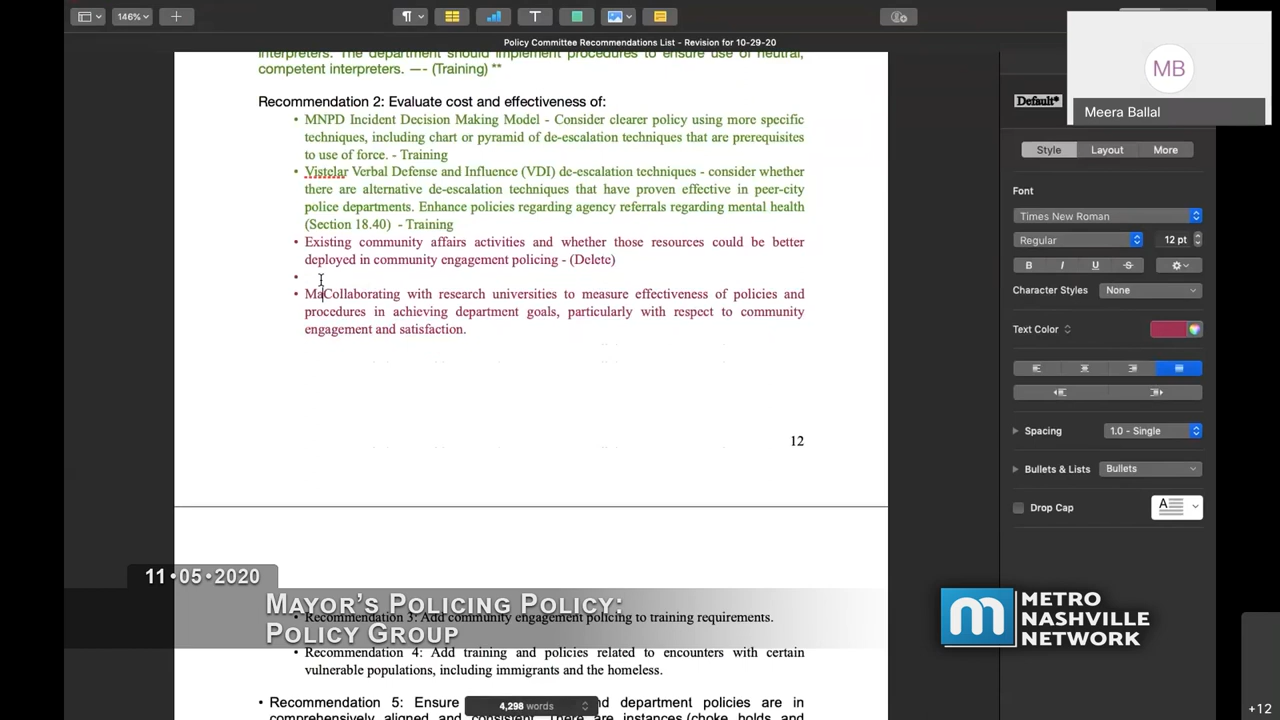 146%
Policy Committee Recommendations List - Revision for 10-29-20
interpreters. The department should implement procedures to ensure use of neutral,
competent interpreters. —- (Training) **
Recommendation 2: Evaluate cost and effectiveness of:
• MNPD Incident Decision Making Model - Consider clearer policy using more specific
techniques, including chart or pyramid of de-escalation techniques that are prerequisites
to use of force. - Training
• Vistelar Verbal Defense and Influence (VDI) de-escalation techniques - consider whether
there are alternative de-escalation techniques that have proven effective in peer-city
police departments. Enhance policies regarding agency referrals regarding mental health
(Section 18.40) - Training
• Existing community affairs activities and whether those resources could be better
deployed in community engagement policing - (Delete)
•
• MaCollaborating with research universities to measure effectiveness of policies and
procedures in achieving department goals, particularly with respect to community
engagement and satisfaction.
12
• Recommendation 3: Add community engagement policing to training requirements.
• Recommendation 4: Add training and policies related to encounters with certain
vulnerable populations, including immigrants and the homeless.
• Recommendation 5: Ensure nd department policies are in
comprehensively aligned and consistent. There are instances (choke holds and
4,298 words
MB
Meera Ballal
Default*
Style Layout More
Font
Times New Roman
Regular 12 pt
B I U S
Character Styles None
Text Color
Spacing 1.0 - Single
Bullets & Lists Bullets
Drop Cap
11•05•2020
MAYOR'S POLICING POLICY:
POLICY GROUP
m METRO
NASHVILLE
NETWORK
+12